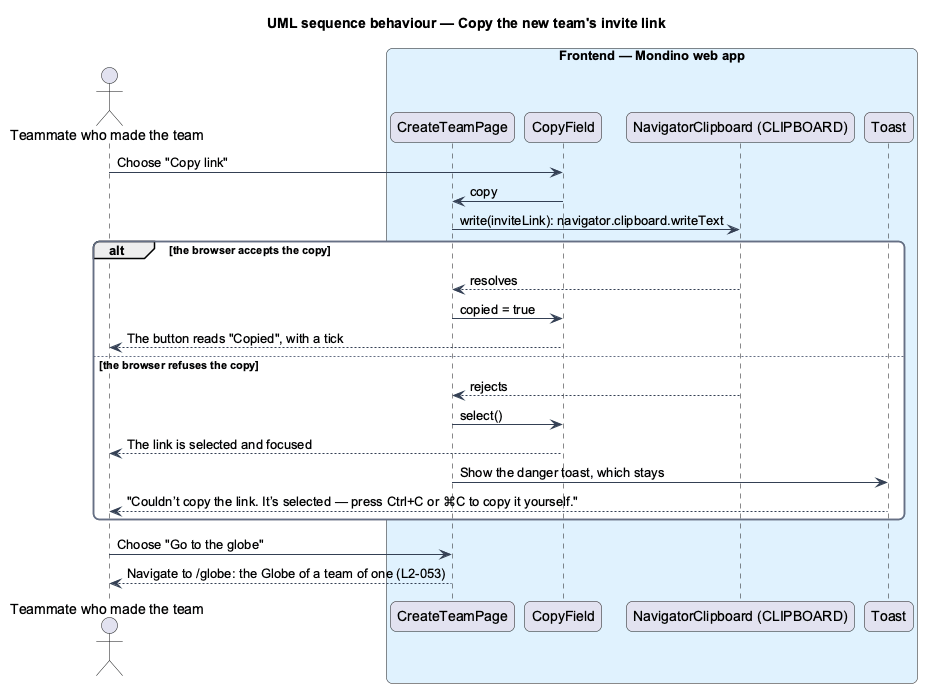 UML sequence behaviour — Copy the new team's invite link
Frontend — Mondino web app
Teammate who made the team
CreateTeamPage
CopyField
NavigatorClipboard (CLIPBOARD)
Toast
Choose "Copy link"
copy
write(inviteLink): navigator.clipboard.writeText
alt
[the browser accepts the copy]
resolves
copied = true
The button reads "Copied", with a tick
[the browser refuses the copy]
rejects
select()
The link is selected and focused
Show the danger toast, which stays
"Couldn’t copy the link. It’s selected — press Ctrl+C or ⌘C to copy it yourself."
Choose "Go to the globe"
Navigate to /globe: the Globe of a team of one (L2-053)
Teammate who made the team
CreateTeamPage
CopyField
NavigatorClipboard (CLIPBOARD)
Toast